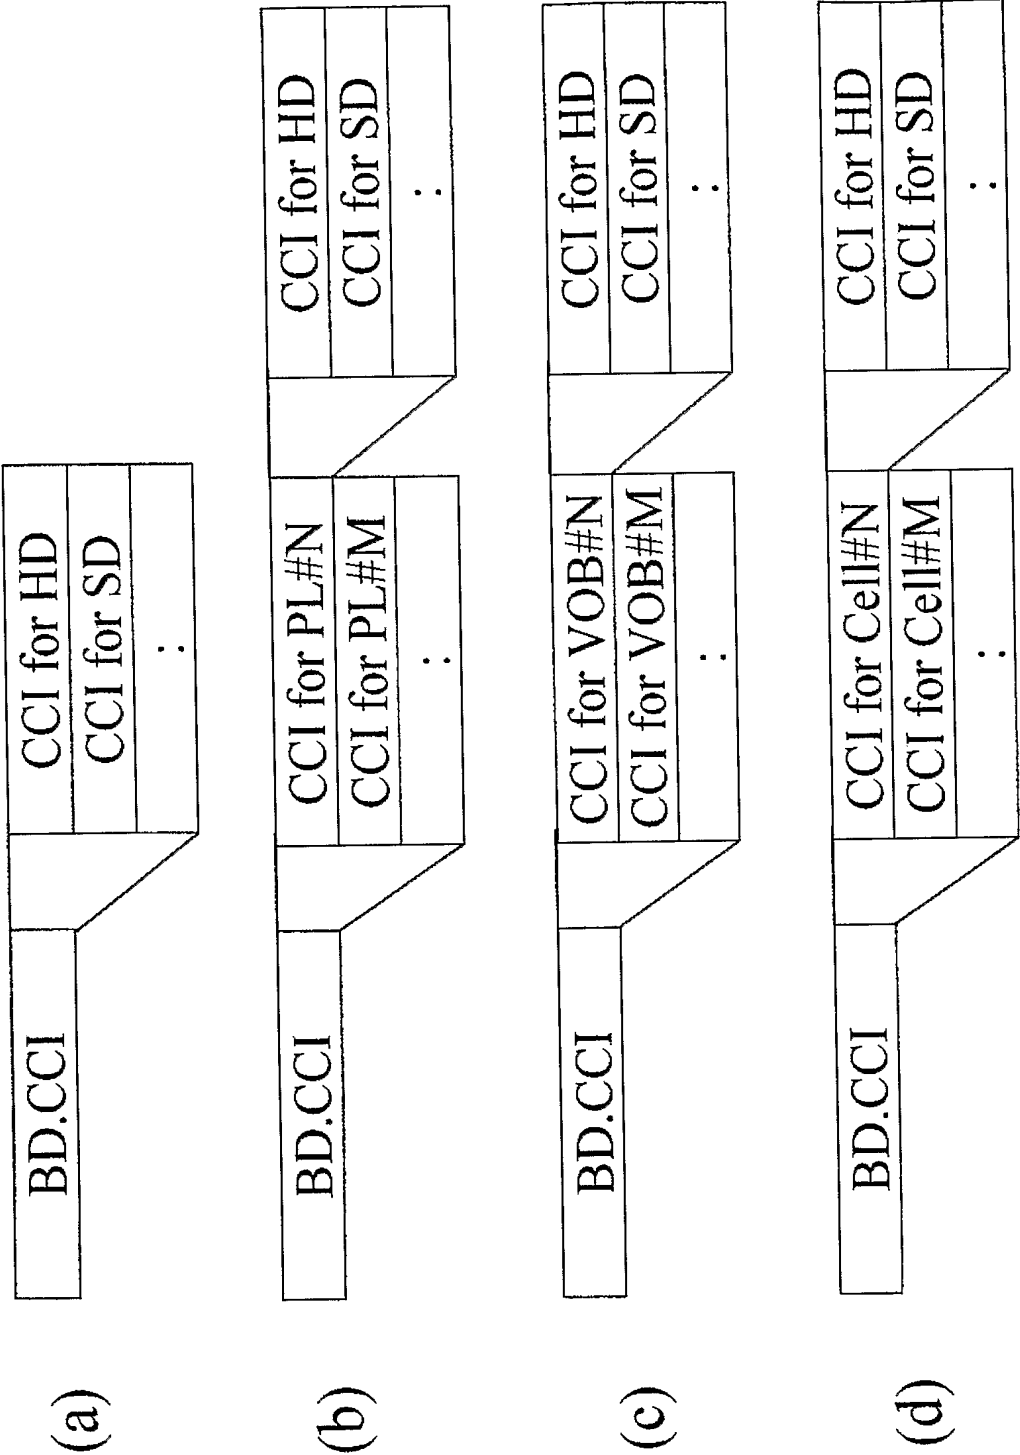 (a)
BD.CCI
CCI for HD
CCI for SD
:
(b)
BD.CCI
CCI for PL#N
CCI for PL#M
:
CCI for HD
CCI for SD
:
(c)
BD.CCI
CCI for VOB#N
CCI for VOB#M
:
CCI for HD
CCI for SD
:
(d)
BD.CCI
CCI for Cell#N
CCI for Cell#M
:
CCI for HD
CCI for SD
: